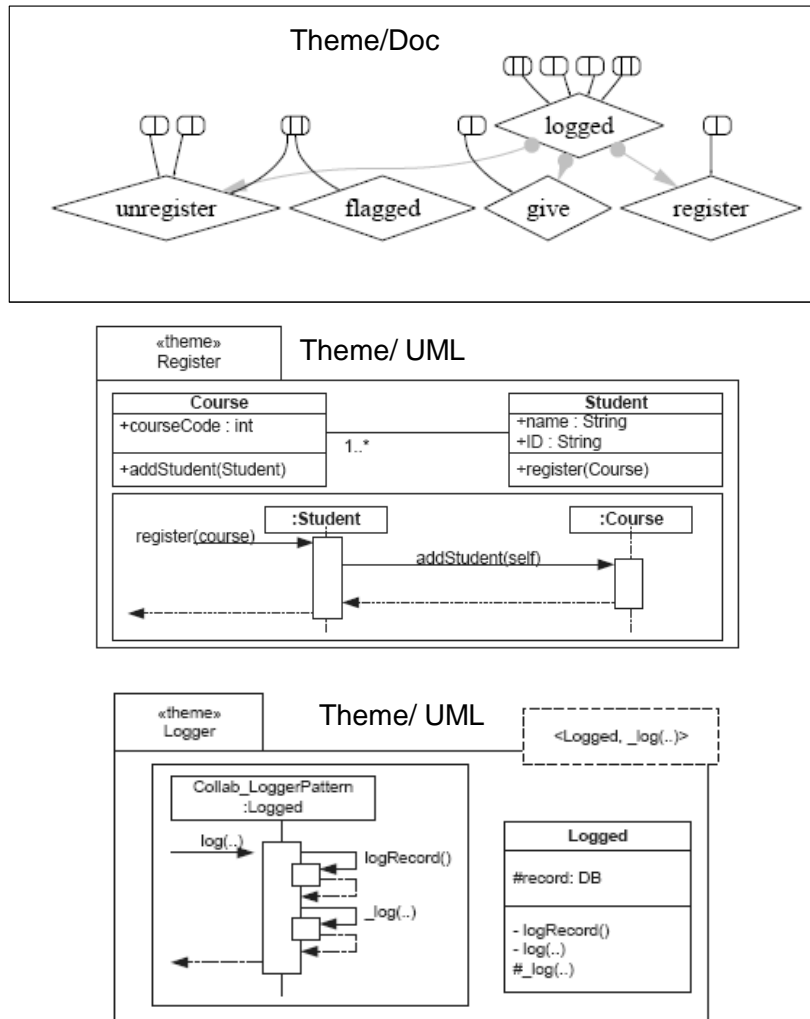 Theme/Doc
logged
unregister
flagged
give
register
«theme»
Register
Theme/ UML
Course
+courseCode : int
+addStudent(Student)
1..*
Student
+name : String
+ID : String
+register(Course)
:Student
:Course
register(course)
addStudent(self)
«theme»
Logger
Theme/ UML
<Logged, _log(..)>
Collab_LoggerPattern
:Logged
log(..)
logRecord()
_log(..)
Logged
#record: DB
- logRecord()
- log(..)
#_log(..)